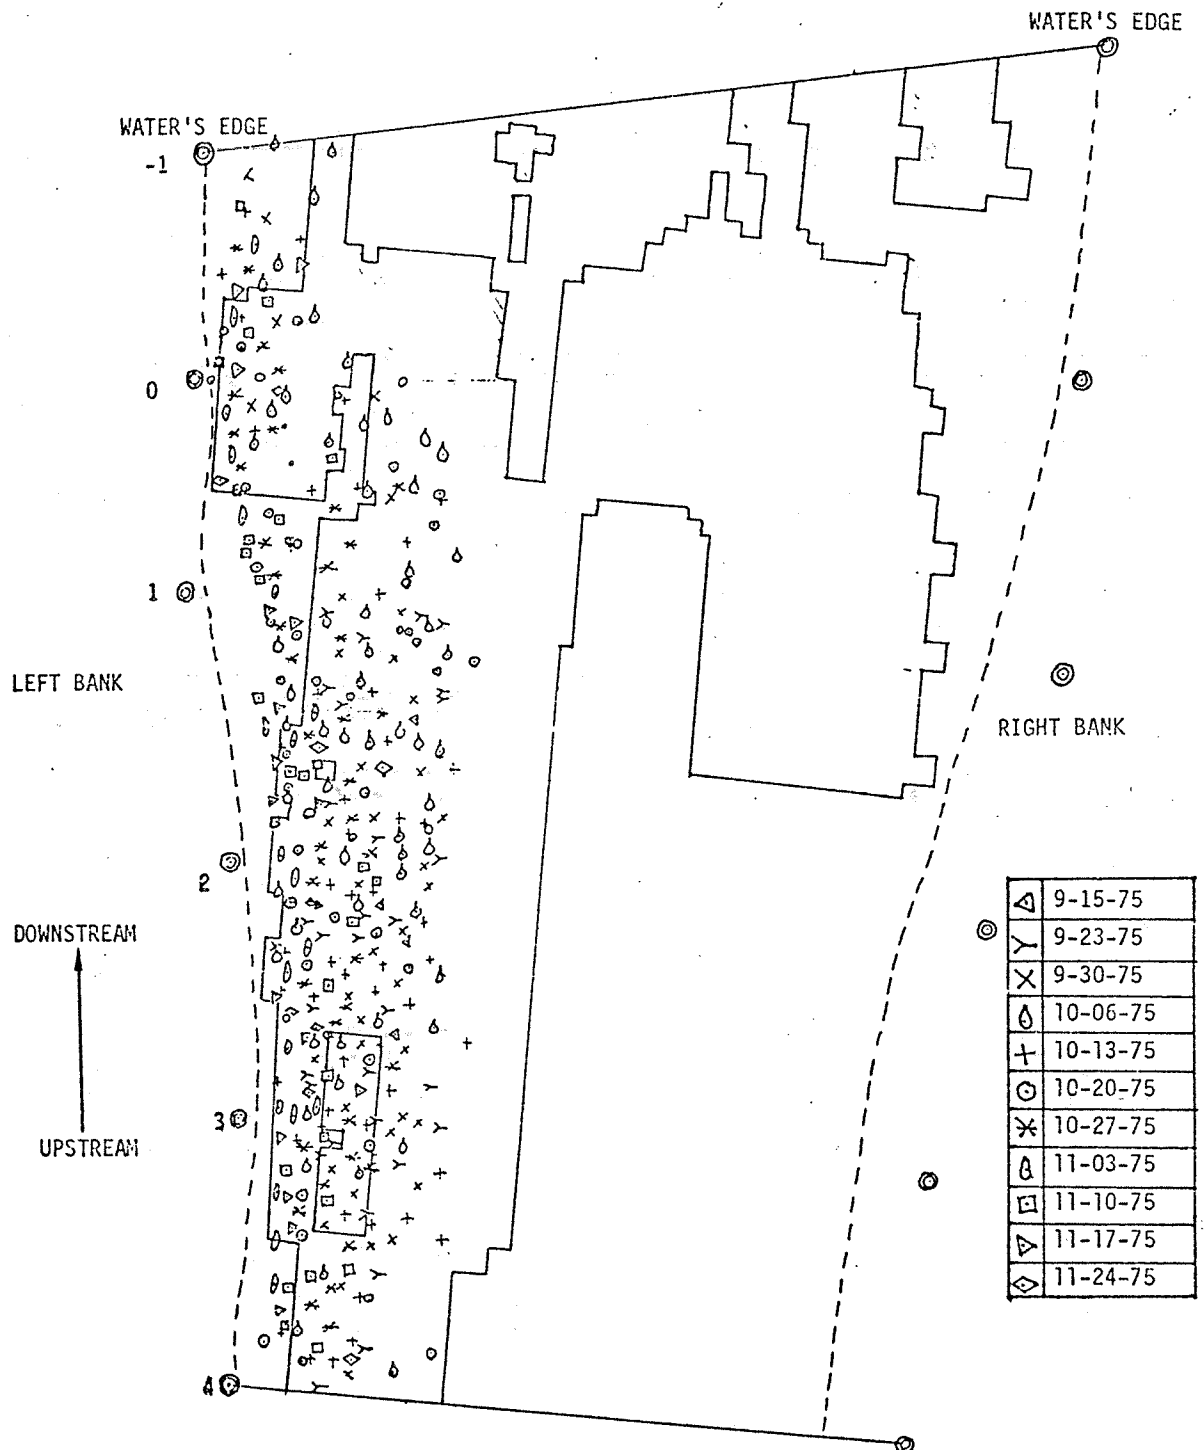 WATER'S EDGE
WATER'S EDGE
-1
0
1
LEFT BANK
RIGHT BANK
2
DOWNSTREAM
3
UPSTREAM
4
9-15-75
9-23-75
9-30-75
10-06-75
10-13-75
10-20-75
10-27-75
11-03-75
11-10-75
11-17-75
11-24-75